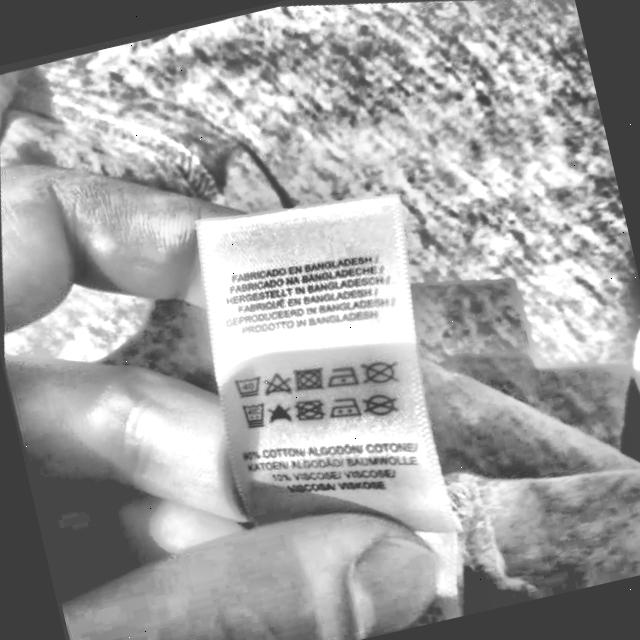 FABRICADO EN BANGLADESH /
FABRICADO NA BANGLADECHE /
HERGESTELLT IN BANGLADESCH /
FABRIQUÉ EN BANGLADESH /
GEPRODUCEERD IN BANGLADESH /
PRODOTTO IN BANGLADESH
40
COTTON/ ALGODÓN/ COTONE/
KATOEN/ ALGODÃO/ BAUMWOLLE
10% VISCOSE/ VISCOSE/
VISCOSA/ VISKOSE